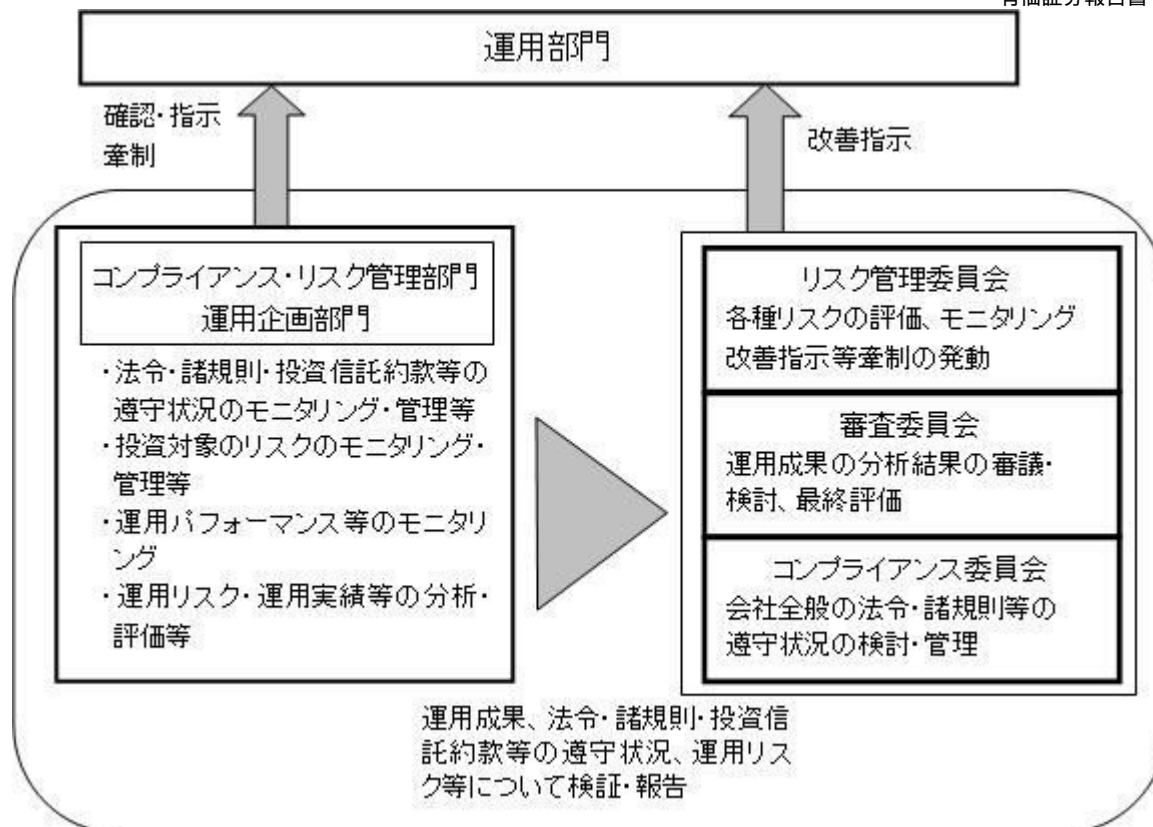 運用部門
確認・指示
牽制
改善指示
コンプライアンス・リスク管理部門
運用企画部門
・法令・諸規則・投資信託約款等の
遵守状況のモニタリング・管理等
・投資対象のリスクのモニタリング・
管理等
・運用パフォーマンス等のモニタリ
ング
・運用リスク・運用実績等の分析・
評価等
リスク管理委員会
各種リスクの評価、モニタリング
改善指示等牽制の発動
審査委員会
運用成果の分析結果の審議・
検討、最終評価
コンプライアンス委員会
会社全般の法令・諸規則等の
遵守状況の検討・管理
運用成果、法令・諸規則・投資信
託約款等の遵守状況、運用リス
ク等について検証・報告